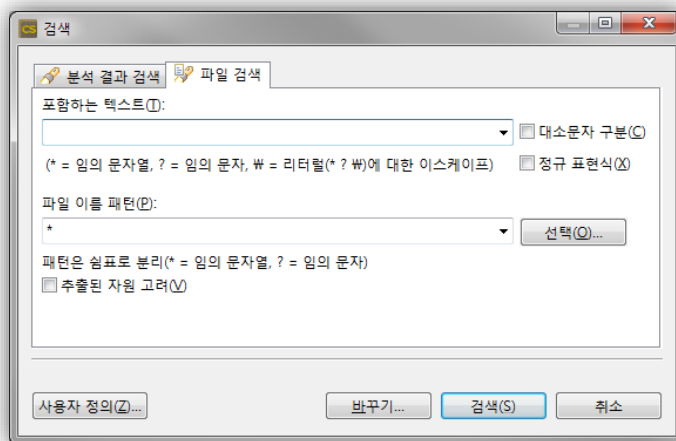 CS 검색
분석 결과 검색 파일 검색
포함하는 텍스트(T):
대소문자 구분(C)
(* = 임의 문자열, ? = 임의 문자, ₩ = 리터럴(* ? ₩)에 대한 이스케이프) 정규 표현식(X)
파일 이름 패턴(P):
* 선택(O)...
패턴은 쉼표로 분리(* = 임의 문자열, ? = 임의 문자)
추출된 자원 고려(V)
사용자 정의(Z)... 바꾸기... 검색(S) 취소